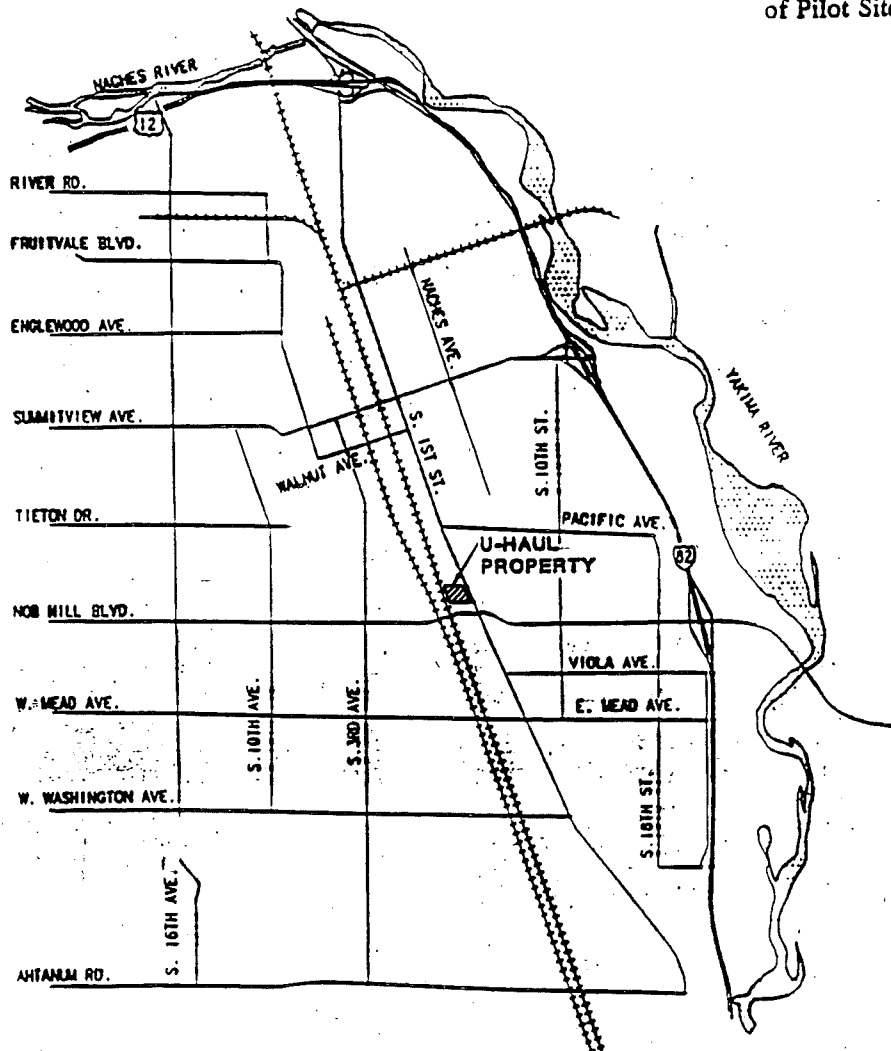 of Pilot Site
NACHES RIVER
12
RIVER RD.
FRUITVALE BLVD.
NACHES AVE.
ENGLEWOOD AVE.
SUMMITVIEW AVE.
S. 1ST ST.
WALNUT AVE.
S. 10TH ST.
YAKIMA RIVER
TIETON DR.
PACIFIC AVE.
U-HAUL
PROPERTY
82
NOB HILL BLVD.
VIOLA AVE.
W. MEAD AVE.
S. 10TH AVE.
S. 3RD AVE.
E. MEAD AVE.
W. WASHINGTON AVE.
S. 18TH ST.
S. 16TH AVE.
AHTANUM RD.